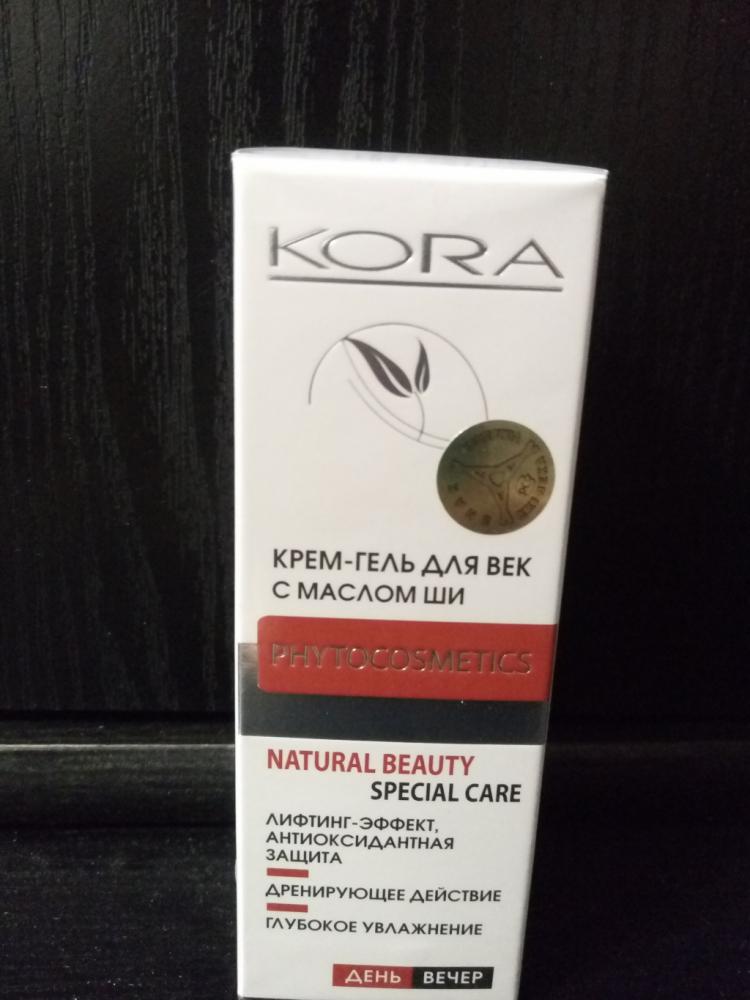 KORA
КРЕМ-ГЕЛЬ ДЛЯ ВЕК
С МАСЛОМ ШИ
PHYTOCOSMETICS
NATURAL BEAUTY
SPECIAL CARE
ЛИФТИНГ-ЭФФЕКТ,
АНТИОКСИДАНТНАЯ
ЗАЩИТА
ДРЕНИРУЮЩЕЕ ДЕЙСТВИЕ
ГЛУБОКОЕ УВЛАЖНЕНИЕ
ДЕНЬ ВЕЧЕР